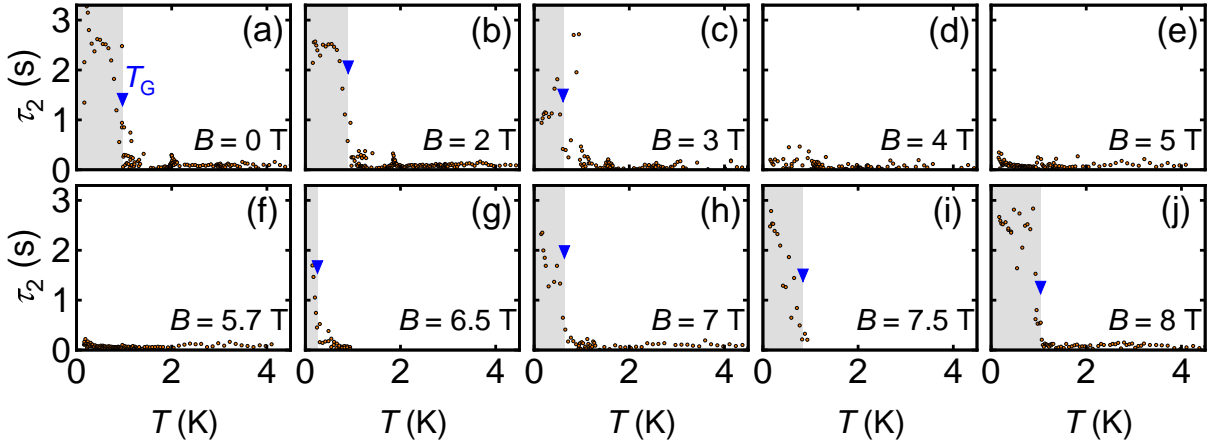 (a) (b) (c) (d) (e)
τ2 (s)
3
2
1
0
TG
B = 0 T B = 2 T B = 3 T B = 4 T B = 5 T
(f) (g) (h) (i) (j)
τ2 (s)
3
2
1
0
B = 5.7 T B = 6.5 T B = 7 T B = 7.5 T B = 8 T
0 2 4 0 2 4 0 2 4 0 2 4 0 2 4
T (K) T (K) T (K) T (K) T (K)